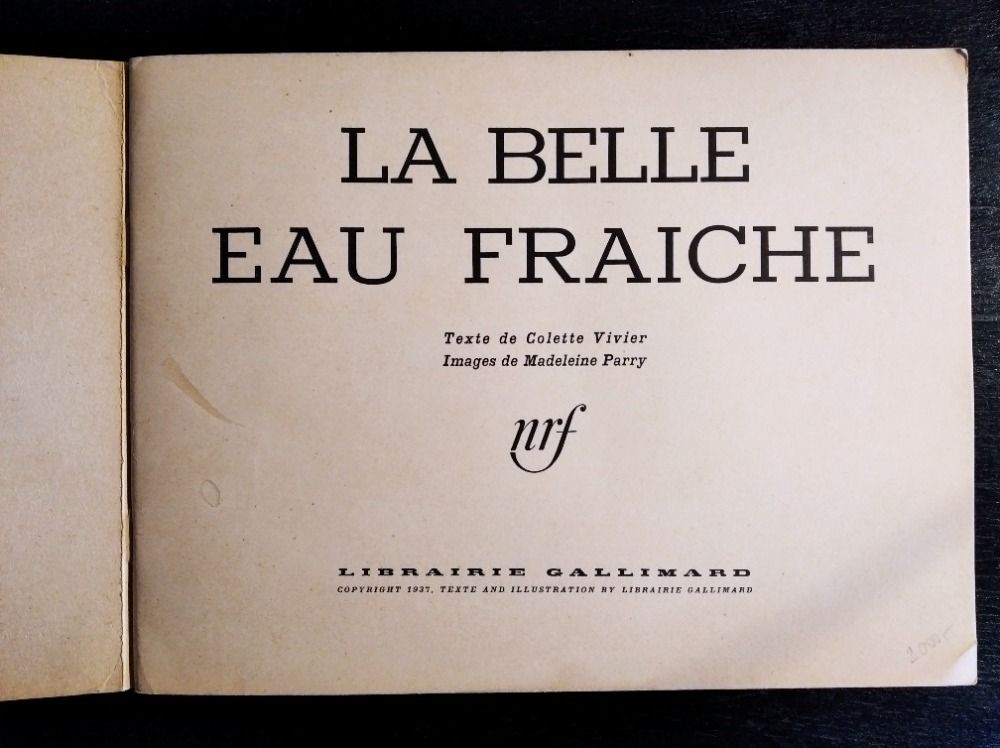 LA BELLE
EAU FRAICHE
Texte de Colette Vivier
Images de Madeleine Parry
nrf
LIBRAIRIE GALLIMARD
COPYRIGHT 1937, TEXTE AND ILLUSTRATION BY LIBRAIRIE GALLIMARD